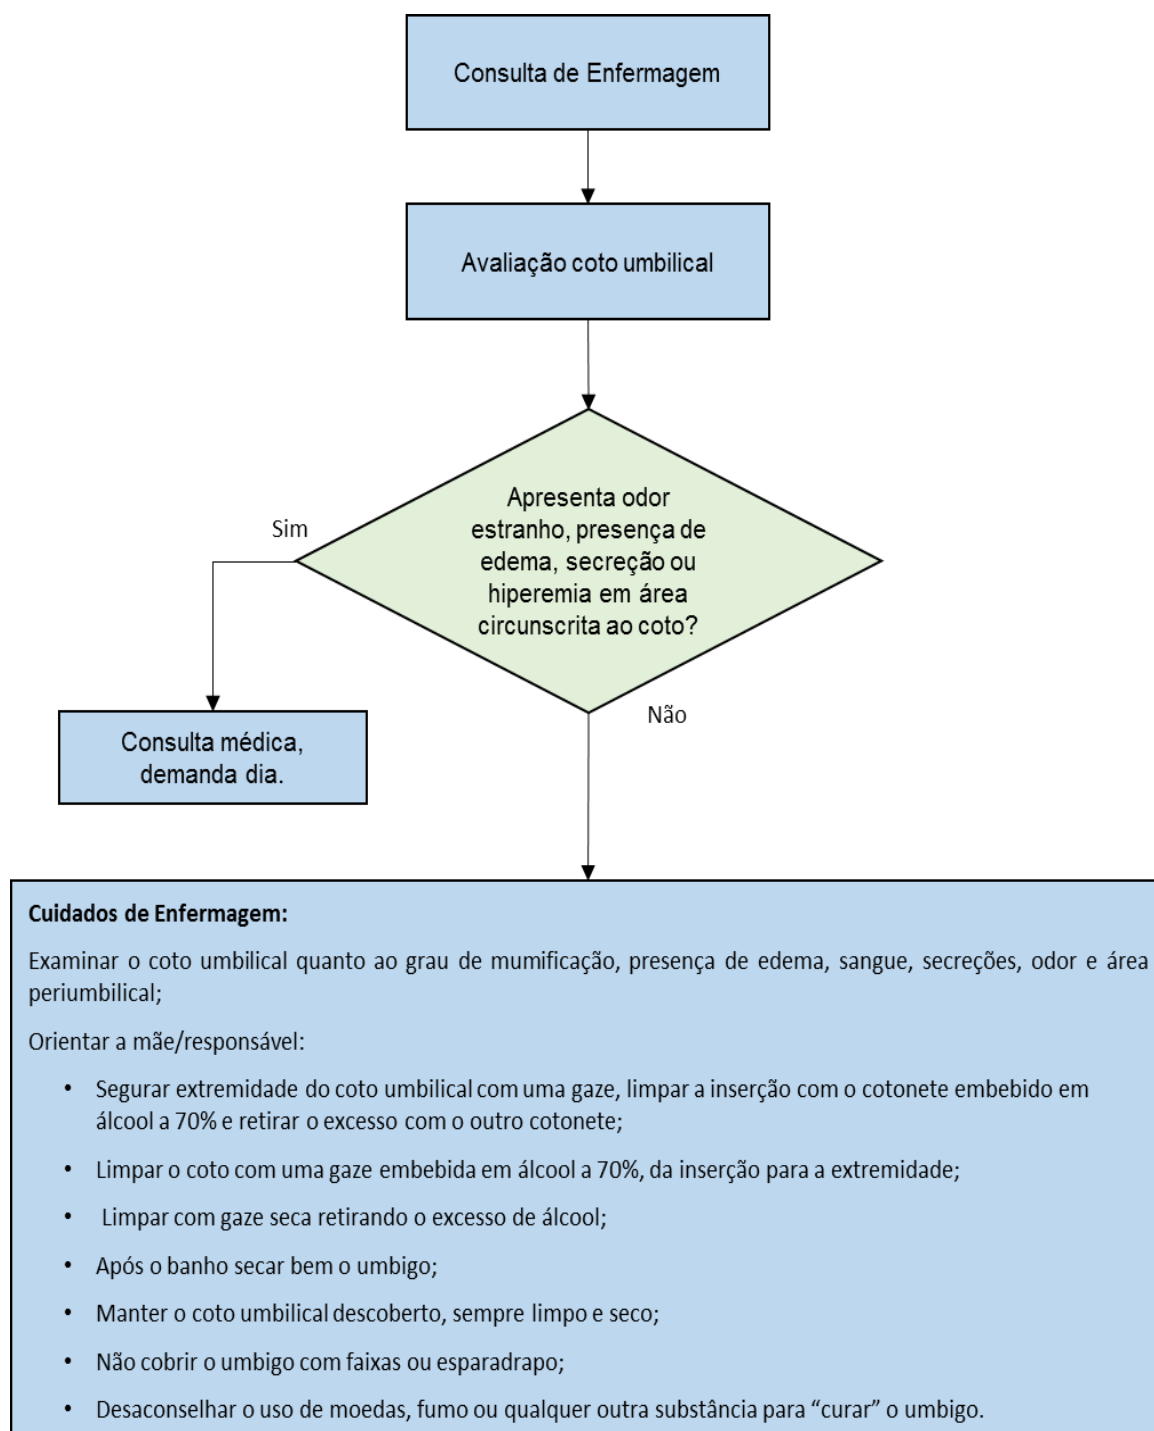 Consulta de Enfermagem
Avaliação coto umbilical
Apresenta odor
estranho, presença de
edema, secreção ou
hiperemia em área
circunscrita ao coto?
Sim
Não
Consulta médica,
demanda dia.
Cuidados de Enfermagem:
Examinar o coto umbilical quanto ao grau de mumificação, presença de edema, sangue, secreções, odor e área
periumbilical;
Orientar a mãe/responsável:
• Segurar extremidade do coto umbilical com uma gaze, limpar a inserção com o cotonete embebido em
álcool a 70% e retirar o excesso com o outro cotonete;
• Limpar o coto com uma gaze embebida em álcool a 70%, da inserção para a extremidade;
• Limpar com gaze seca retirando o excesso de álcool;
• Após o banho secar bem o umbigo;
• Manter o coto umbilical descoberto, sempre limpo e seco;
• Não cobrir o umbigo com faixas ou esparadrapo;
• Desaconselhar o uso de moedas, fumo ou qualquer outra substância para “curar” o umbigo.